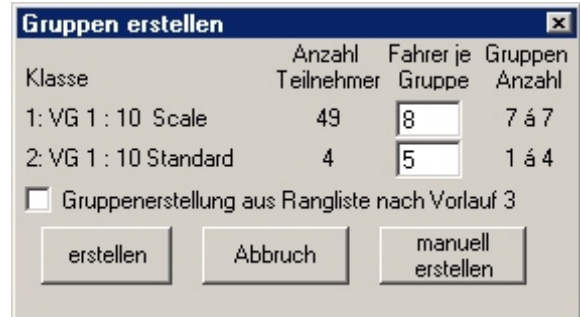 Gruppen erstellen
Anzahl Fahrer je Gruppen
Klasse Teilnehmer Gruppe Anzahl
1: VG 1 : 10 Scale 49 8 7 á 7
2: VG 1 : 10 Standard 4 5 1 á 4
Gruppenerstellung aus Rangliste nach Vorlauf 3
erstellen Abbruch manuell erstellen